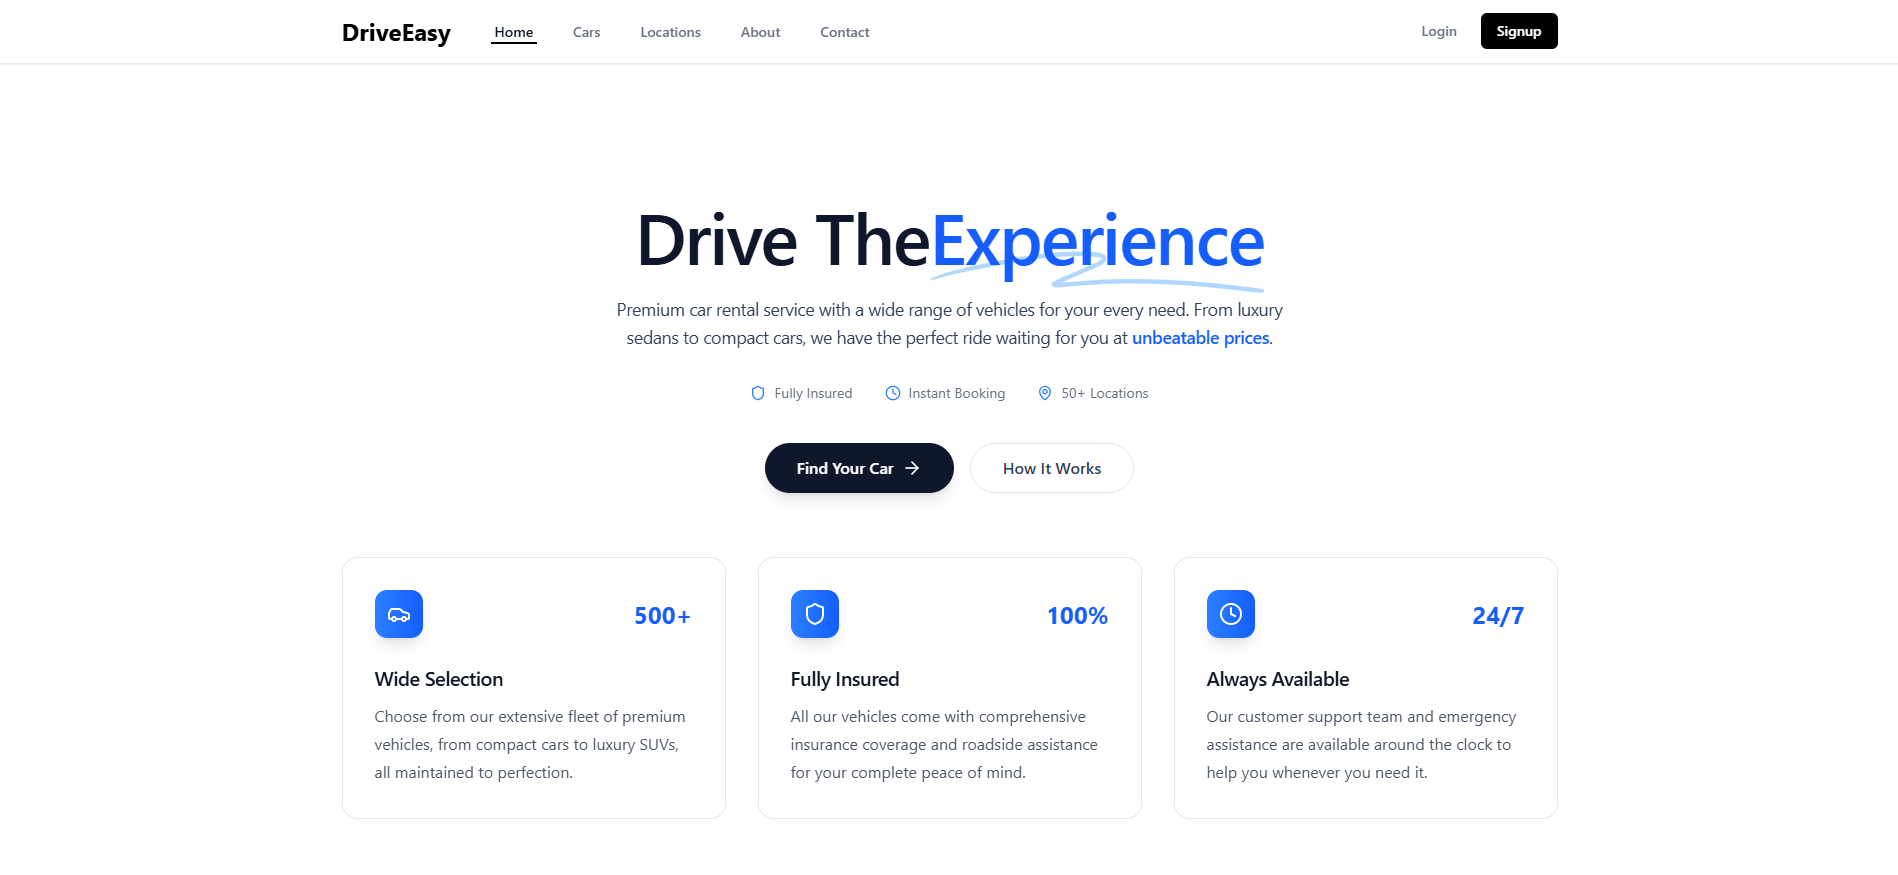 DriveEasy Home Cars Locations About Contact Login Signup
Drive TheExperience
Premium car rental service with a wide range of vehicles for your every need. From luxury
sedans to compact cars, we have the perfect ride waiting for you at unbeatable prices.
Fully Insured Instant Booking 50+ Locations
Find Your Car How It Works
500+
Wide Selection
Choose from our extensive fleet of premium
vehicles, from compact cars to luxury SUVs,
all maintained to perfection.
100%
Fully Insured
All our vehicles come with comprehensive
insurance coverage and roadside assistance
for your complete peace of mind.
24/7
Always Available
Our customer support team and emergency
assistance are available around the clock to
help you whenever you need it.